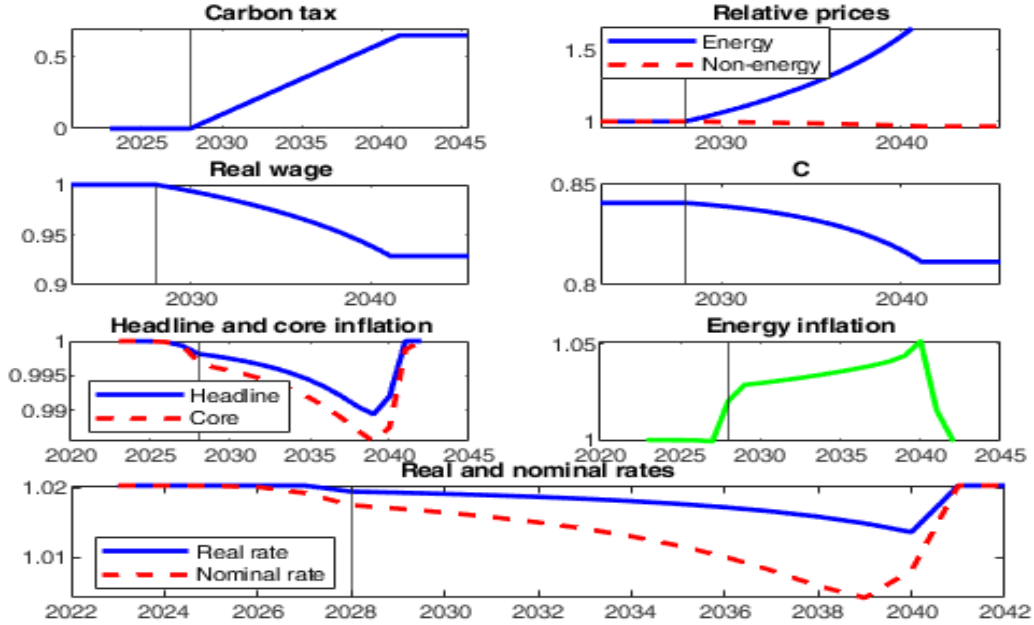 Carbon tax
0.5
0
2025 2030 2035 2040 2045
Relative prices
1.5
1
Energy
Non-energy
2030 2040
Real wage
1
0.95
0.9
2030 2040
C
0.85
0.8
2030 2040
Headline and core inflation
1
0.995
0.99
Headline
Core
2020 2025 2030 2035 2040 2045
Energy inflation
1.05
1
2020 2025 2030 2035 2040 2045
Real and nominal rates
1.02
1.01
Real rate
Nominal rate
2022 2024 2026 2028 2030 2032 2034 2036 2038 2040 2042